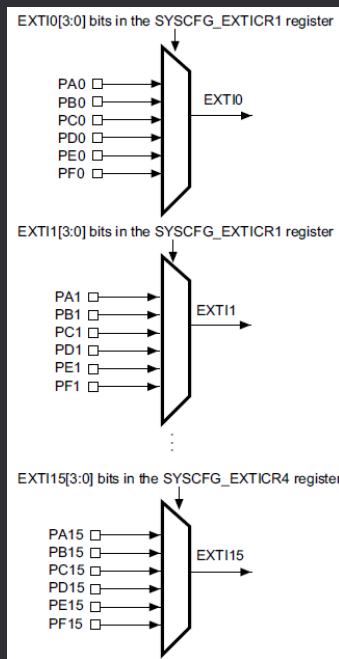 EXTI0[3:0] bits in the SYSCFG_EXTICR1 register
PA0
PB0
PC0
PD0
PE0
PF0
EXTI0
EXTI1[3:0] bits in the SYSCFG_EXTICR1 register
PA1
PB1
PC1
PD1
PE1
PF1
EXTI1
EXTI15[3:0] bits in the SYSCFG_EXTICR4 register
PA15
PB15
PC15
PD15
PE15
PF15
EXTI15